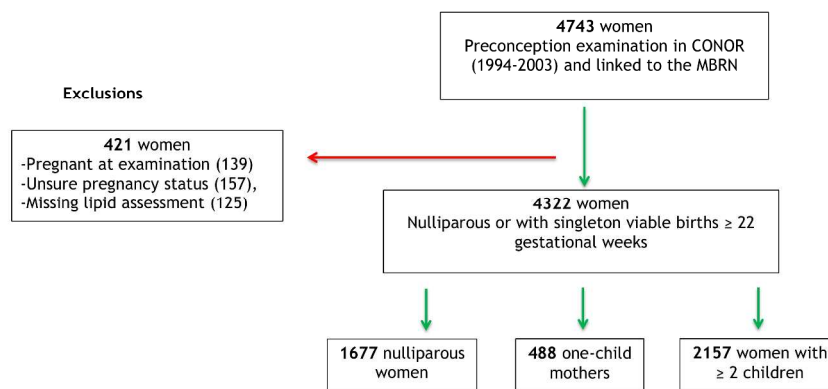 4743 women
Preconception examination in CONOR
(1994-2003) and linked to the MBRN
Exclusions
421 women
-Pregnant at examination (139)
-Unsure pregnancy status (157),
-Missing lipid assessment (125)
4322 women
Nulliparous or with singleton viable births ≥ 22
gestational weeks
1677 nulliparous
women
488 one-child
mothers
2157 women with
≥ 2 children